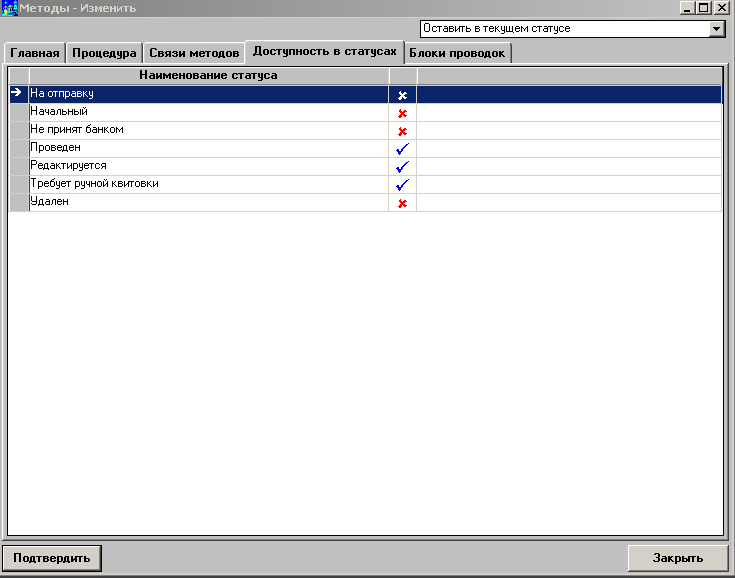 Методы - Изменить
Оставить в текущем статусе
Главная Процедура Связи методов Доступность в статусах Блоки проводок
Наименование статуса
На отправку
Начальный
Не принят банком
Проведен
Редактируется
Требует ручной квитовки
Удален
Подтвердить Закрыть